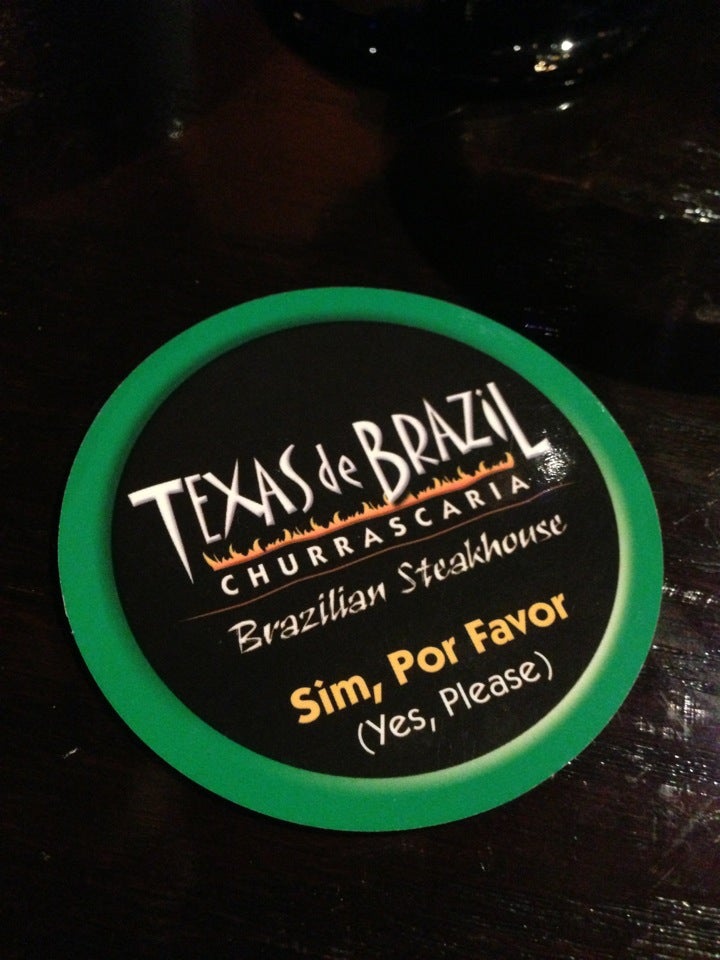 TEXAS de BRAZiL
CHURRASCARIA
Brazilian Steakhouse
Sim, Por Favor
(Yes, Please)